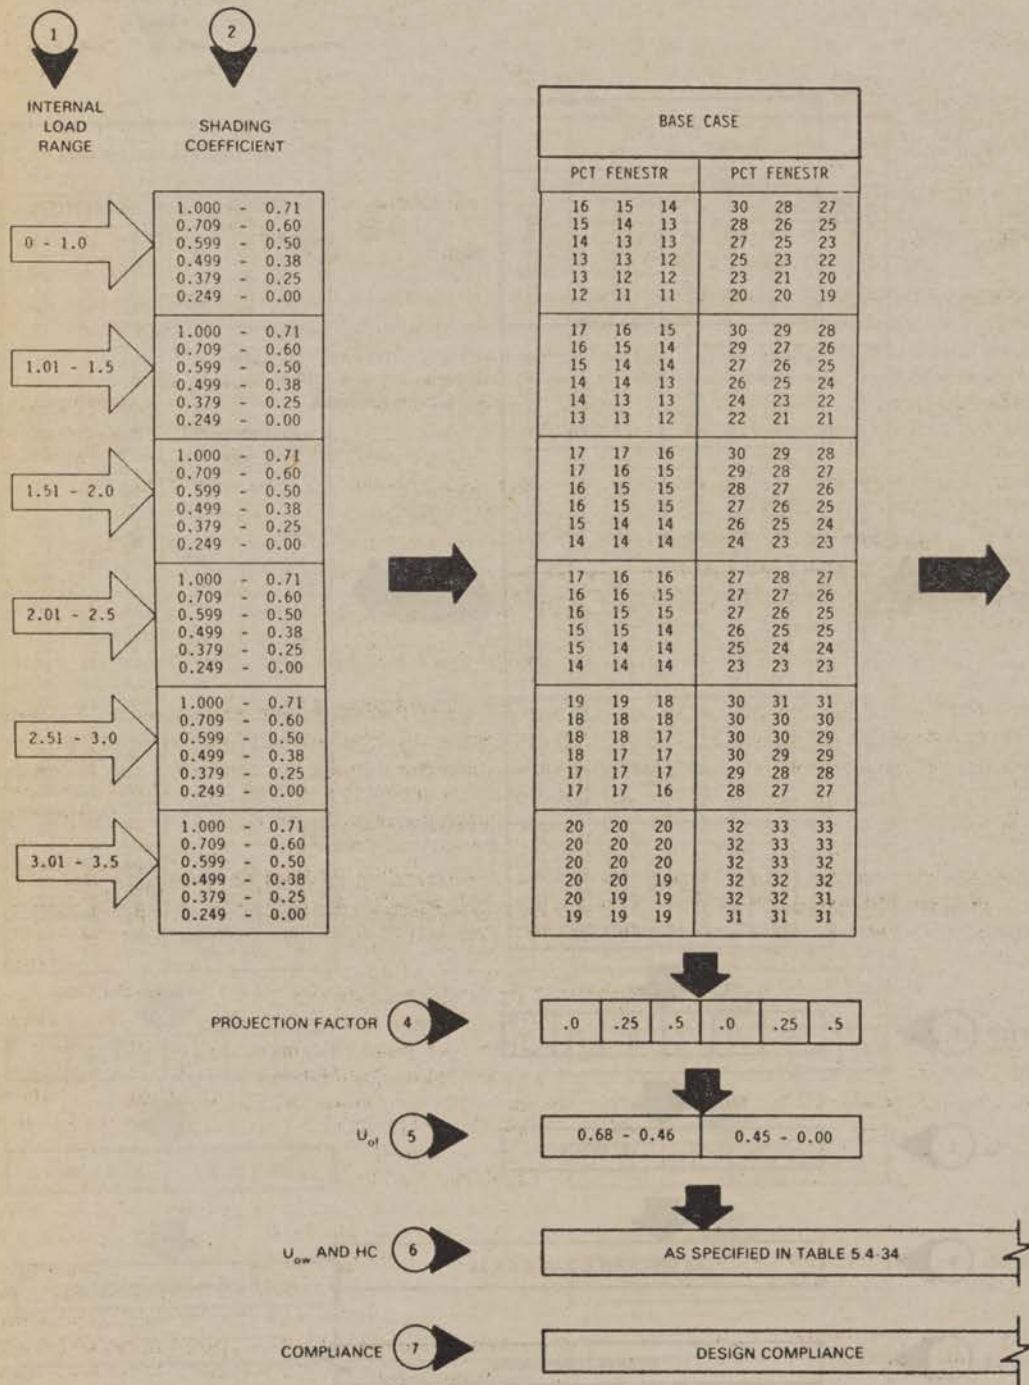 1
2
INTERNAL
LOAD
RANGE
SHADING
COEFFICIENT
BASE CASE
PCT FENESTR PCT FENESTR
0 - 1.0
1.000 - 0.71 16 15 14 30 28 27
0.709 - 0.60 15 14 13 28 26 25
0.599 - 0.50 14 13 13 27 25 23
0.499 - 0.38 13 13 12 25 23 22
0.379 - 0.25 13 12 12 23 21 20
0.249 - 0.00 12 11 11 20 20 19
1.01 - 1.5
1.000 - 0.71 17 16 15 30 29 28
0.709 - 0.60 16 15 14 29 27 26
0.599 - 0.50 15 14 14 27 26 25
0.499 - 0.38 14 14 13 26 25 24
0.379 - 0.25 14 13 13 24 23 22
0.249 - 0.00 13 13 12 22 21 21
1.51 - 2.0
1.000 - 0.71 17 17 16 30 29 28
0.709 - 0.60 17 16 15 29 28 27
0.599 - 0.50 16 15 15 28 27 26
0.499 - 0.38 16 15 15 27 26 25
0.379 - 0.25 15 14 14 26 25 24
0.249 - 0.00 14 14 14 24 23 23
2.01 - 2.5
1.000 - 0.71 17 16 16 27 28 27
0.709 - 0.60 16 16 15 27 27 26
0.599 - 0.50 16 15 15 27 26 25
0.499 - 0.38 15 15 14 26 25 25
0.379 - 0.25 15 14 14 25 24 24
0.249 - 0.00 14 14 14 23 23 23
2.51 - 3.0
1.000 - 0.71 19 19 18 30 31 31
0.709 - 0.60 18 18 18 30 30 30
0.599 - 0.50 18 18 17 30 30 29
0.499 - 0.38 18 17 17 30 29 29
0.379 - 0.25 17 17 17 29 28 28
0.249 - 0.00 17 17 16 28 27 27
3.01 - 3.5
1.000 - 0.71 20 20 20 32 33 33
0.709 - 0.60 20 20 20 32 33 33
0.599 - 0.50 20 20 20 32 33 32
0.499 - 0.38 20 20 19 32 32 32
0.379 - 0.25 20 19 19 32 32 31
0.249 - 0.00 19 19 19 31 31 31
PROJECTION FACTOR 4 .0 .25 .5 .0 .25 .5
Uof 5 0.68 - 0.46 0.45 - 0.00
Uow AND HC 6 AS SPECIFIED IN TABLE 5.4-34
COMPLIANCE 7 DESIGN COMPLIANCE